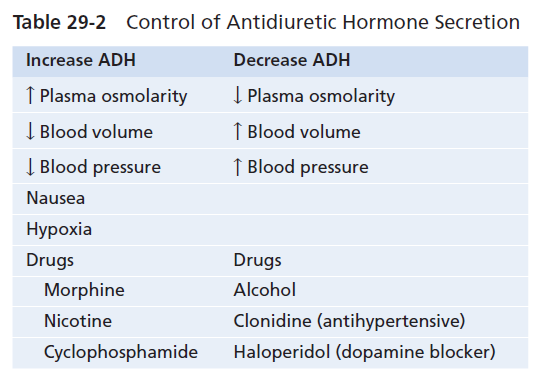 Table 29-2 Control of Antidiuretic Hormone Secretion
Increase ADH Decrease ADH
↑ Plasma osmolarity ↓ Plasma osmolarity
↓ Blood volume ↑ Blood volume
↓ Blood pressure ↑ Blood pressure
Nausea
Hypoxia
Drugs Drugs
Morphine Alcohol
Nicotine Clonidine (antihypertensive)
Cyclophosphamide Haloperidol (dopamine blocker)